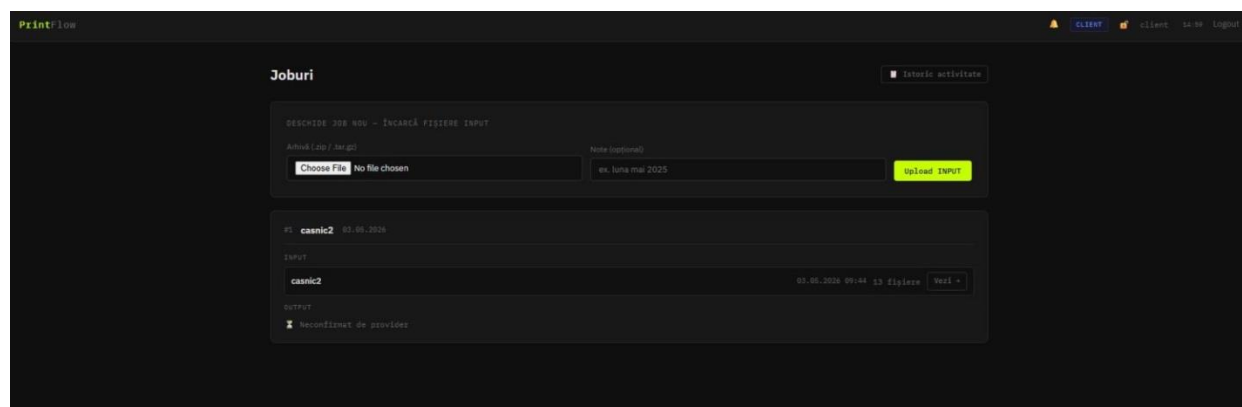 PrintFlow
CLIENT client 14:59 Logout
Joburi
Istoric activitate
DESCHIDE JOB NOU – ÎNCARCĂ FIȘIERE INPUT
Arhivă (.zip / .tar.gz)
Note (opțional)
Choose File No file chosen
ex. luna mai 2025
Upload INPUT
#1 casnic2 03.05.2026
INPUT
casnic2
03.05.2026 09:44 13 fișiere Vezi
OUTPUT
Neconfirmat de provider